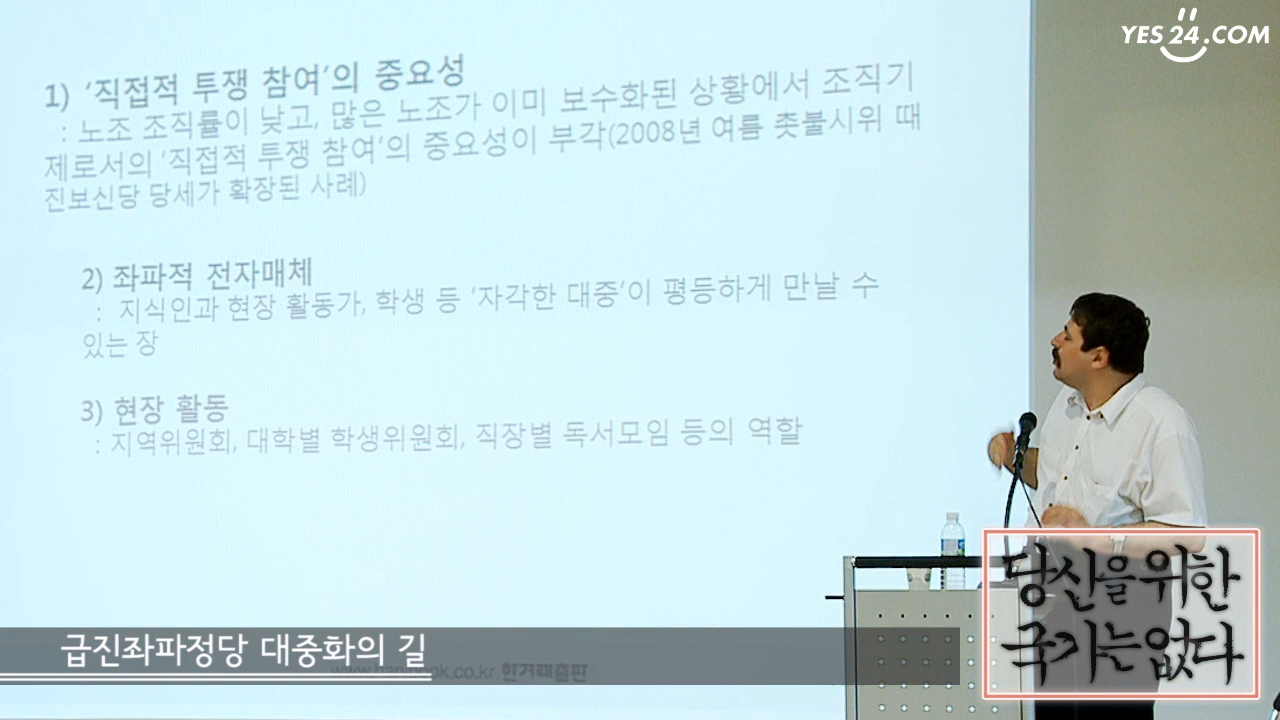 YES24.COM
1) ‘직접적 투쟁 참여’의 중요성
: 노조 조직률이 낮고, 많은 노조가 이미 보수화된 상황에서 조직기
제로서의 ‘직접적 투쟁 참여’의 중요성이 부각(2008년 여름 촛불시위 때
진보신당 당세가 확장된 사례)
2) 좌파적 전자매체
: 지식인과 현장 활동가, 학생 등 ‘자각한 대중’이 평등하게 만날 수
있는 장
3) 현장 활동
: 지역위원회, 대학별 학생위원회, 직장별 독서모임 등의 역할
당신을 위한
국가는 없다
급진좌파정당 대중화의 길
한겨레출판